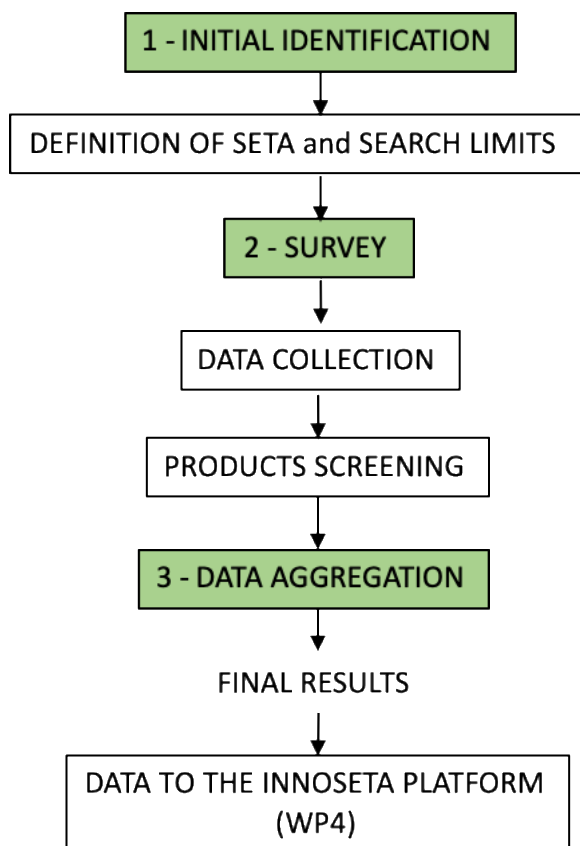 1 - INITIAL IDENTIFICATION
DEFINITION OF SETA and SEARCH LIMITS
2 - SURVEY
DATA COLLECTION
PRODUCTS SCREENING
3 - DATA AGGREGATION
FINAL RESULTS
DATA TO THE INNOSETA PLATFORM
(WP4)